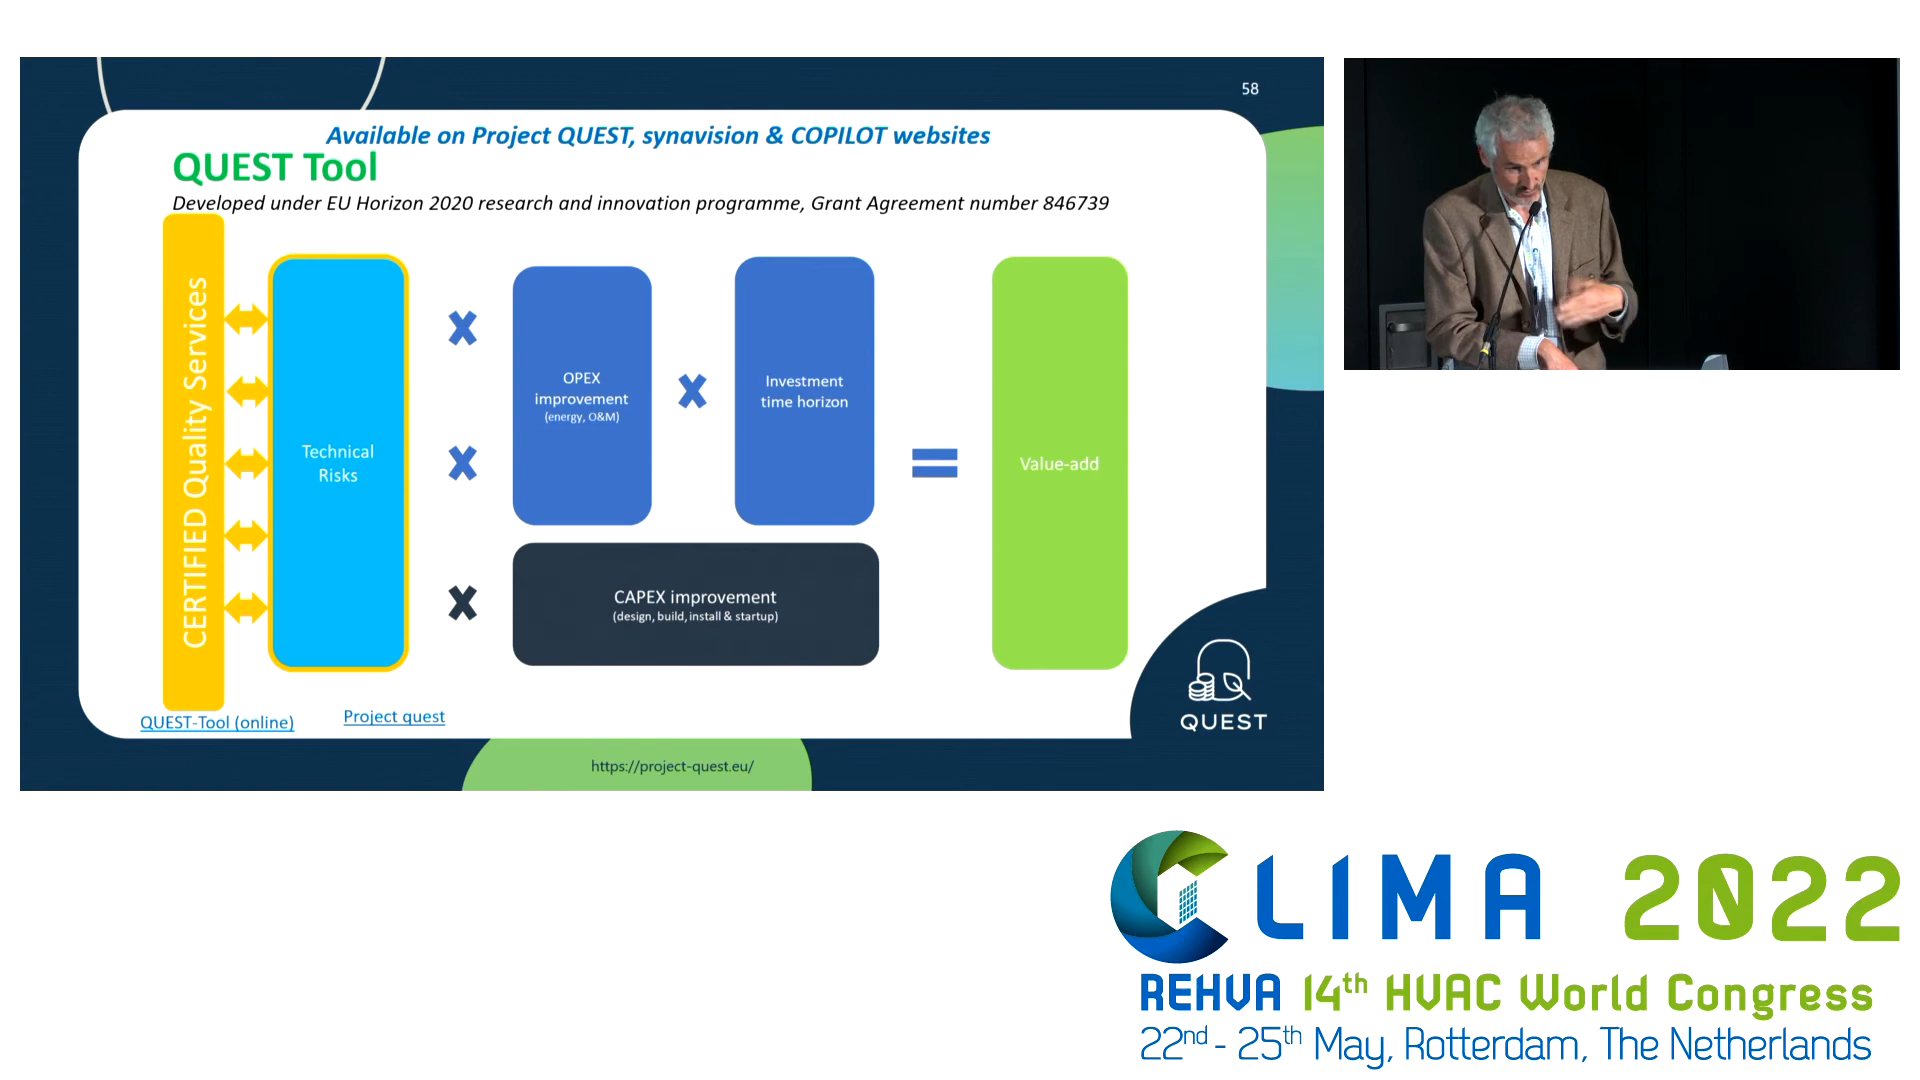 58
Available on Project QUEST, synavision & COPILOT websites
QUEST Tool
Developed under EU Horizon 2020 research and innovation programme, Grant Agreement number 846739
CERTIFIED Quality Services
Technical
Risks
OPEX
improvement
(energy, O&M)
Investment
time horizon
CAPEX improvement
(design, build, install & startup)
Value-add
QUEST-Tool (online)
Project quest
QUEST
https://project-quest.eu/
CLIMA 2022
REHVA 14th HVAC World Congress
22nd - 25th May, Rotterdam, The Netherlands